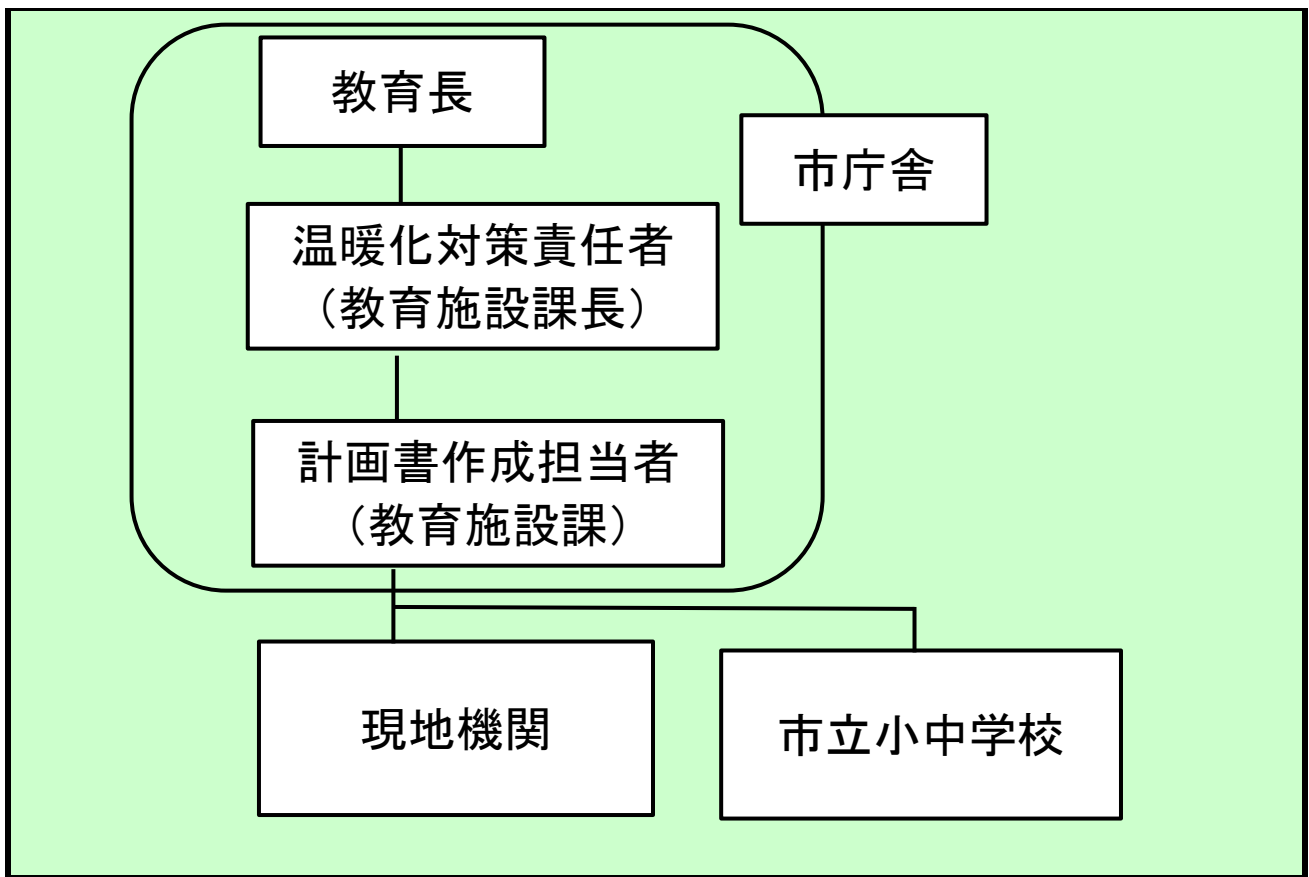 教育長
市庁舎
温暖化対策責任者
（教育施設課長）
計画書作成担当者
（教育施設課）
現地機関
市立小中学校